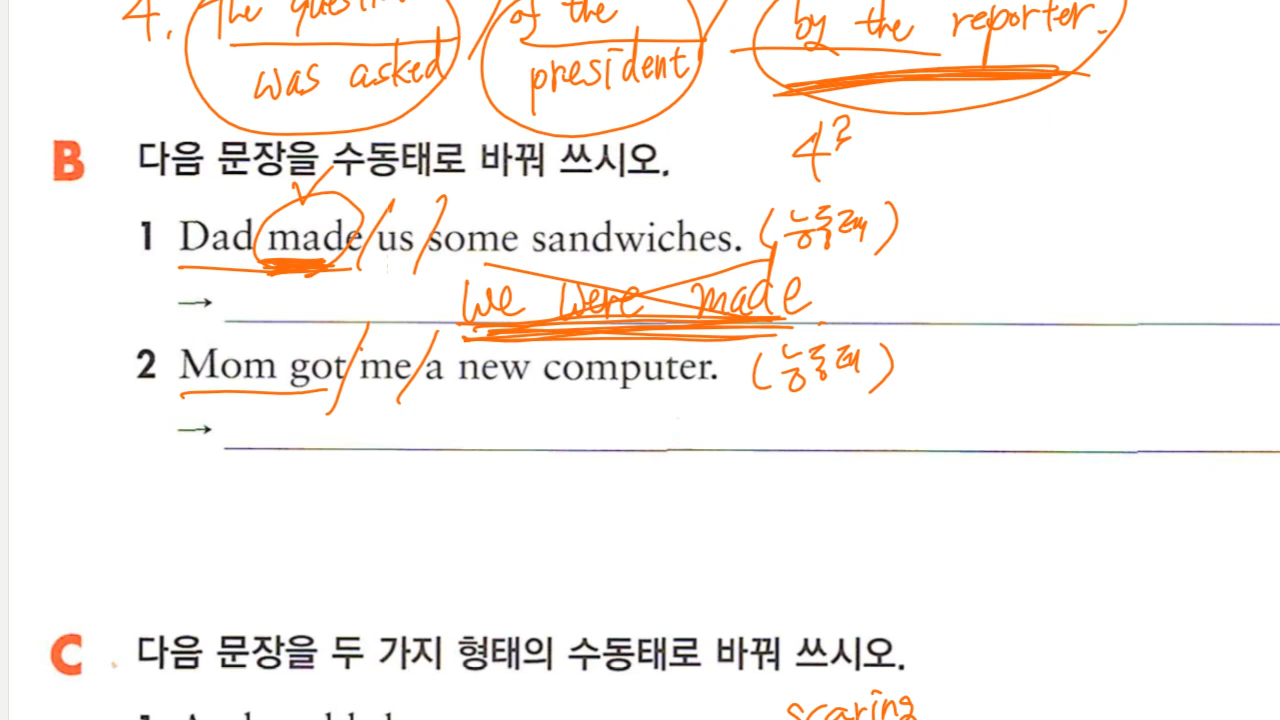 4. The questi
was asked / of the president / by the reporter.
B 다음 문장을 수동태로 바꿔 쓰시오. 4형
1 Dad made / us / some sandwiches. (능동태)
→ we were made
2 Mom got / me / a new computer. (능동태)
→
C 다음 문장을 두 가지 형태의 수동태로 바꿔 쓰시오.
scaring